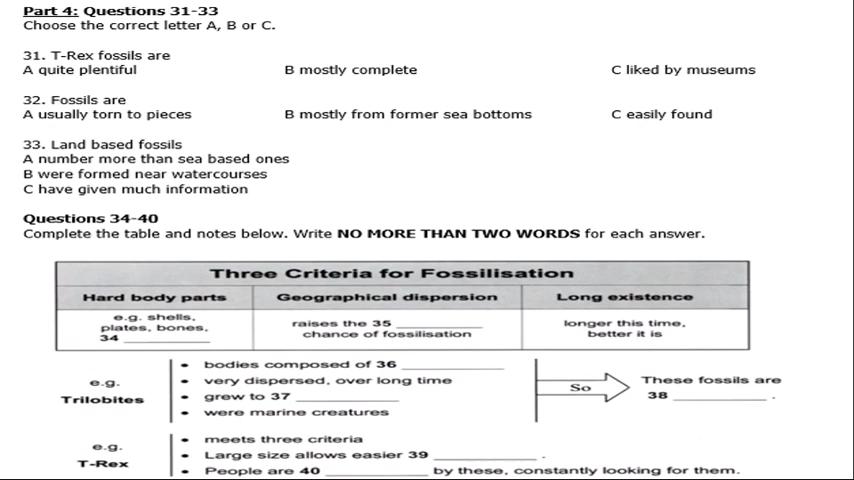 Part 4: Questions 31-33
Choose the correct letter A, B or C.
31. T-Rex fossils are
A quite plentiful B mostly complete C liked by museums
32. Fossils are
A usually torn to pieces B mostly from former sea bottoms C easily found
33. Land based fossils
A number more than sea based ones
B were formed near watercourses
C have given much information
Questions 34-40
Complete the table and notes below. Write NO MORE THAN TWO WORDS for each answer.
Three Criteria for Fossilisation
Hard body parts Geographical dispersion Long existence
e.g. shells,
plates, bones,
34 ____________
raises the 35 ____________
chance of fossilisation
longer this time,
better it is
e.g.
Trilobites
• bodies composed of 36 ______________
• very dispersed, over long time
• grew to 37 ______________
• were marine creatures
So
These fossils are
38 _____________ .
e.g.
T-Rex
• meets three criteria
• Large size allows easier 39 ______________ .
• People are 40 ______________ by these, constantly looking for them.